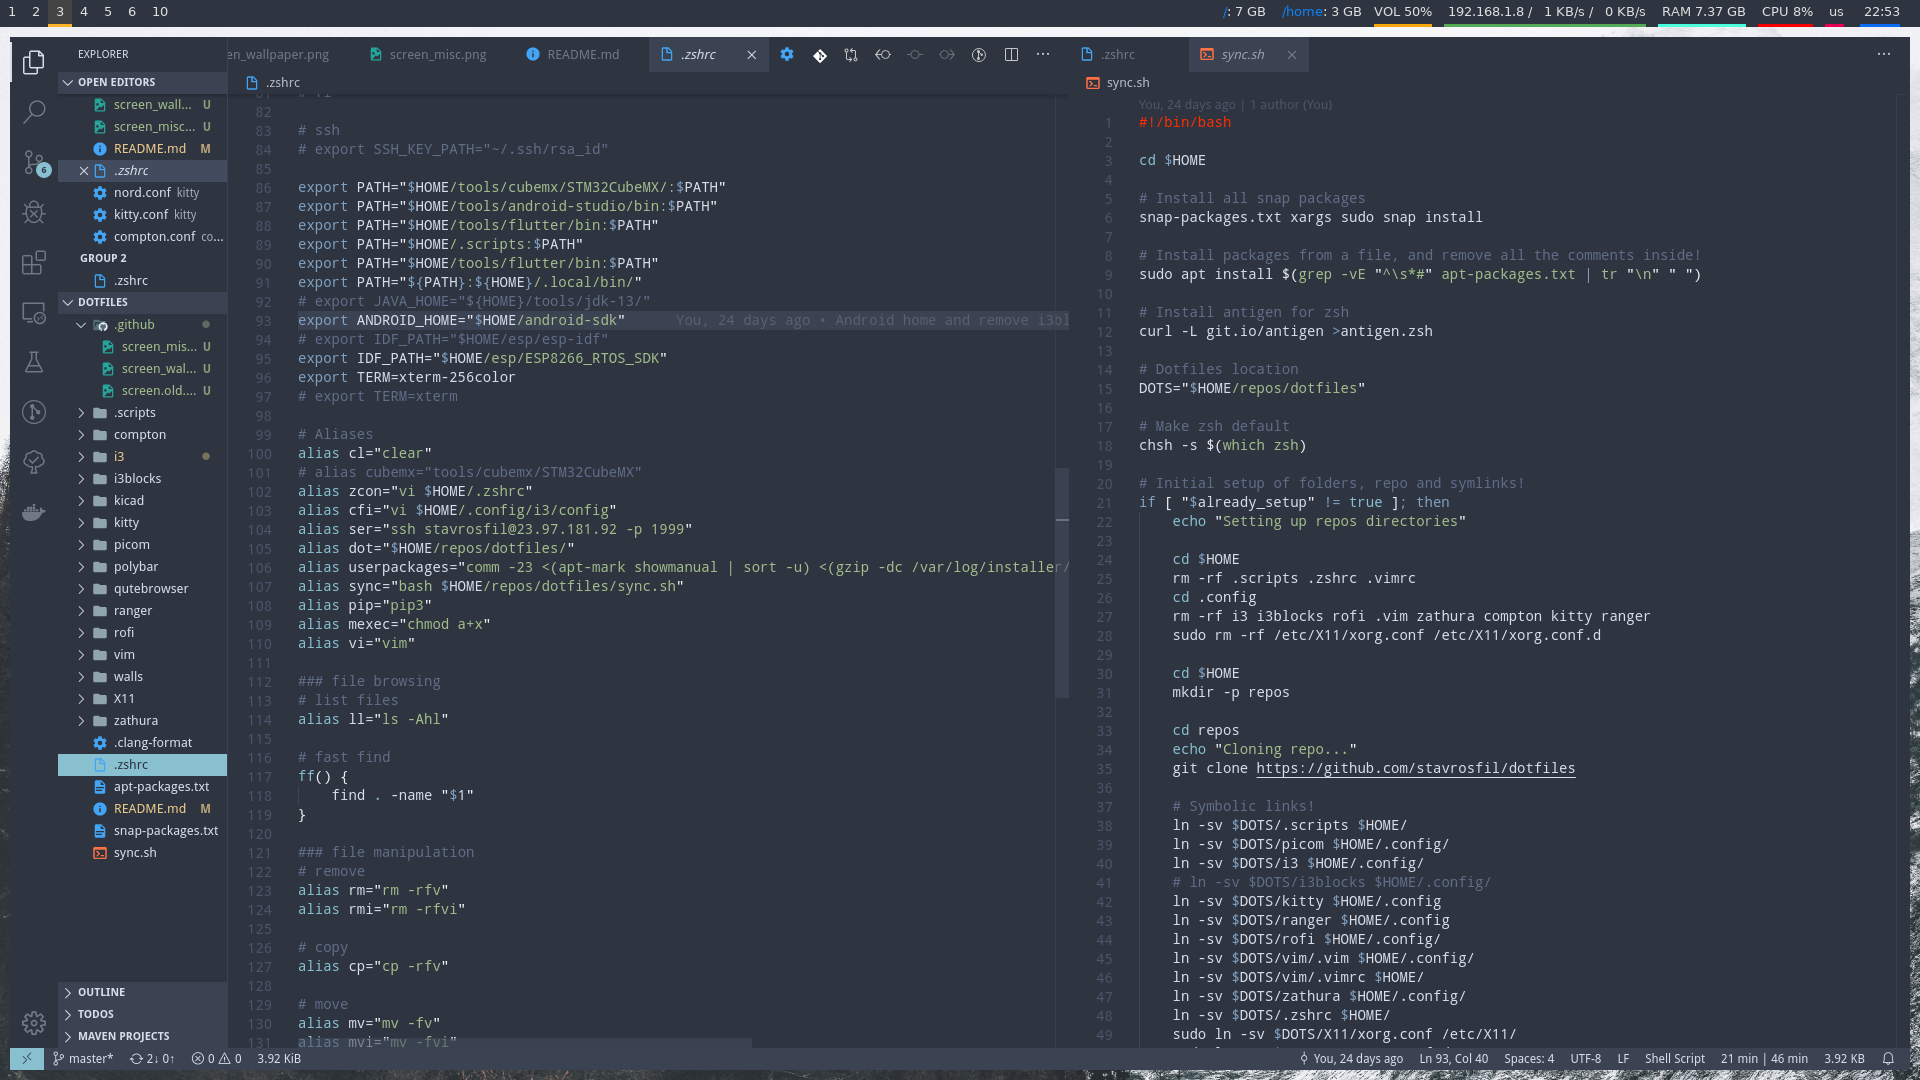 1 2 3 4 5 6 10
/: 7 GB /home: 3 GB VOL 50% 192.168.1.8 / 1 KB/s / 0 KB/s RAM 7.37 GB CPU 8% us 22:53
EXPLORER
OPEN EDITORS
screen_wall... U
screen_misc... U
README.md M
.zshrc
nord.conf kitty
kitty.conf kitty
compton.conf co...
GROUP 2
.zshrc
DOTFILES
.github
screen_mis... U
screen_wal... U
screen.old.... U
.scripts
compton
i3
i3blocks
kicad
kitty
picom
polybar
qutebrowser
ranger
rofi
vim
walls
X11
zathura
.clang-format
.zshrc
apt-packages.txt
README.md M
snap-packages.txt
sync.sh
OUTLINE
TODOS
MAVEN PROJECTS
en_wallpaper.png screen_misc.png README.md .zshrc
.zshrc
82
83 # ssh
84 # export SSH_KEY_PATH="~/.ssh/rsa_id"
85
86 export PATH="$HOME/tools/cubemx/STM32CubeMX/:$PATH"
87 export PATH="$HOME/tools/android-studio/bin:$PATH"
88 export PATH="$HOME/tools/flutter/bin:$PATH"
89 export PATH="$HOME/.scripts:$PATH"
90 export PATH="$HOME/tools/flutter/bin:$PATH"
91 export PATH="${PATH}:${HOME}/.local/bin/"
92 # export JAVA_HOME="${HOME}/tools/jdk-13/"
93 export ANDROID_HOME="$HOME/android-sdk" You, 24 days ago • Android home and remove i3bl
94 # export IDF_PATH="$HOME/esp/esp-idf"
95 export IDF_PATH="$HOME/esp/ESP8266_RTOS_SDK"
96 export TERM=xterm-256color
97 # export TERM=xterm
98
99 # Aliases
100 alias cl="clear"
101 # alias cubemx="tools/cubemx/STM32CubeMX"
102 alias zcon="vi $HOME/.zshrc"
103 alias cfi="vi $HOME/.config/i3/config"
104 alias ser="ssh stavrosfil@23.97.181.92 -p 1999"
105 alias dot="$HOME/repos/dotfiles/"
106 alias userpackages="comm -23 <(apt-mark showmanual | sort -u) <(gzip -dc /var/log/installer/
107 alias sync="bash $HOME/repos/dotfiles/sync.sh"
108 alias pip="pip3"
109 alias mexec="chmod a+x"
110 alias vi="vim"
111
112 ### file browsing
113 # list files
114 alias ll="ls -Ahl"
115
116 # fast find
117 ff() {
118 find . -name "$1"
119 }
120
121 ### file manipulation
122 # remove
123 alias rm="rm -rfv"
124 alias rmi="rm -rfvi"
125
126 # copy
127 alias cp="cp -rfv"
128
129 # move
130 alias mv="mv -fv"
131 alias mvi="mv -fvi"
.zshrc sync.sh
sync.sh
You, 24 days ago | 1 author (You)
1 #!/bin/bash
2
3 cd $HOME
4
5 # Install all snap packages
6 snap-packages.txt xargs sudo snap install
7
8 # Install packages from a file, and remove all the comments inside!
9 sudo apt install $(grep -vE "^\s*#" apt-packages.txt | tr "\n" " ")
10
11 # Install antigen for zsh
12 curl -L git.io/antigen >antigen.zsh
13
14 # Dotfiles location
15 DOTS="$HOME/repos/dotfiles"
16
17 # Make zsh default
18 chsh -s $(which zsh)
19
20 # Initial setup of folders, repo and symlinks!
21 if [ "$already_setup" != true ]; then
22 echo "Setting up repos directories"
23
24 cd $HOME
25 rm -rf .scripts .zshrc .vimrc
26 cd .config
27 rm -rf i3 i3blocks rofi .vim zathura compton kitty ranger
28 sudo rm -rf /etc/X11/xorg.conf /etc/X11/xorg.conf.d
29
30 cd $HOME
31 mkdir -p repos
32
33 cd repos
34 echo "Cloning repo..."
35 git clone https://github.com/stavrosfil/dotfiles
36
37 # Symbolic links!
38 ln -sv $DOTS/.scripts $HOME/
39 ln -sv $DOTS/picom $HOME/.config/
40 ln -sv $DOTS/i3 $HOME/.config/
41 # ln -sv $DOTS/i3blocks $HOME/.config/
42 ln -sv $DOTS/kitty $HOME/.config
43 ln -sv $DOTS/ranger $HOME/.config
44 ln -sv $DOTS/rofi $HOME/.config/
45 ln -sv $DOTS/vim/.vim $HOME/.config/
46 ln -sv $DOTS/vim/.vimrc $HOME/
47 ln -sv $DOTS/zathura $HOME/.config/
48 ln -sv $DOTS/.zshrc $HOME/
49 sudo ln -sv $DOTS/X11/xorg.conf /etc/X11/
master* 2↓ 0↑ 0 0 3.92 KiB You, 24 days ago Ln 93, Col 40 Spaces: 4 UTF-8 LF Shell Script 21 min | 46 min 3.92 KB